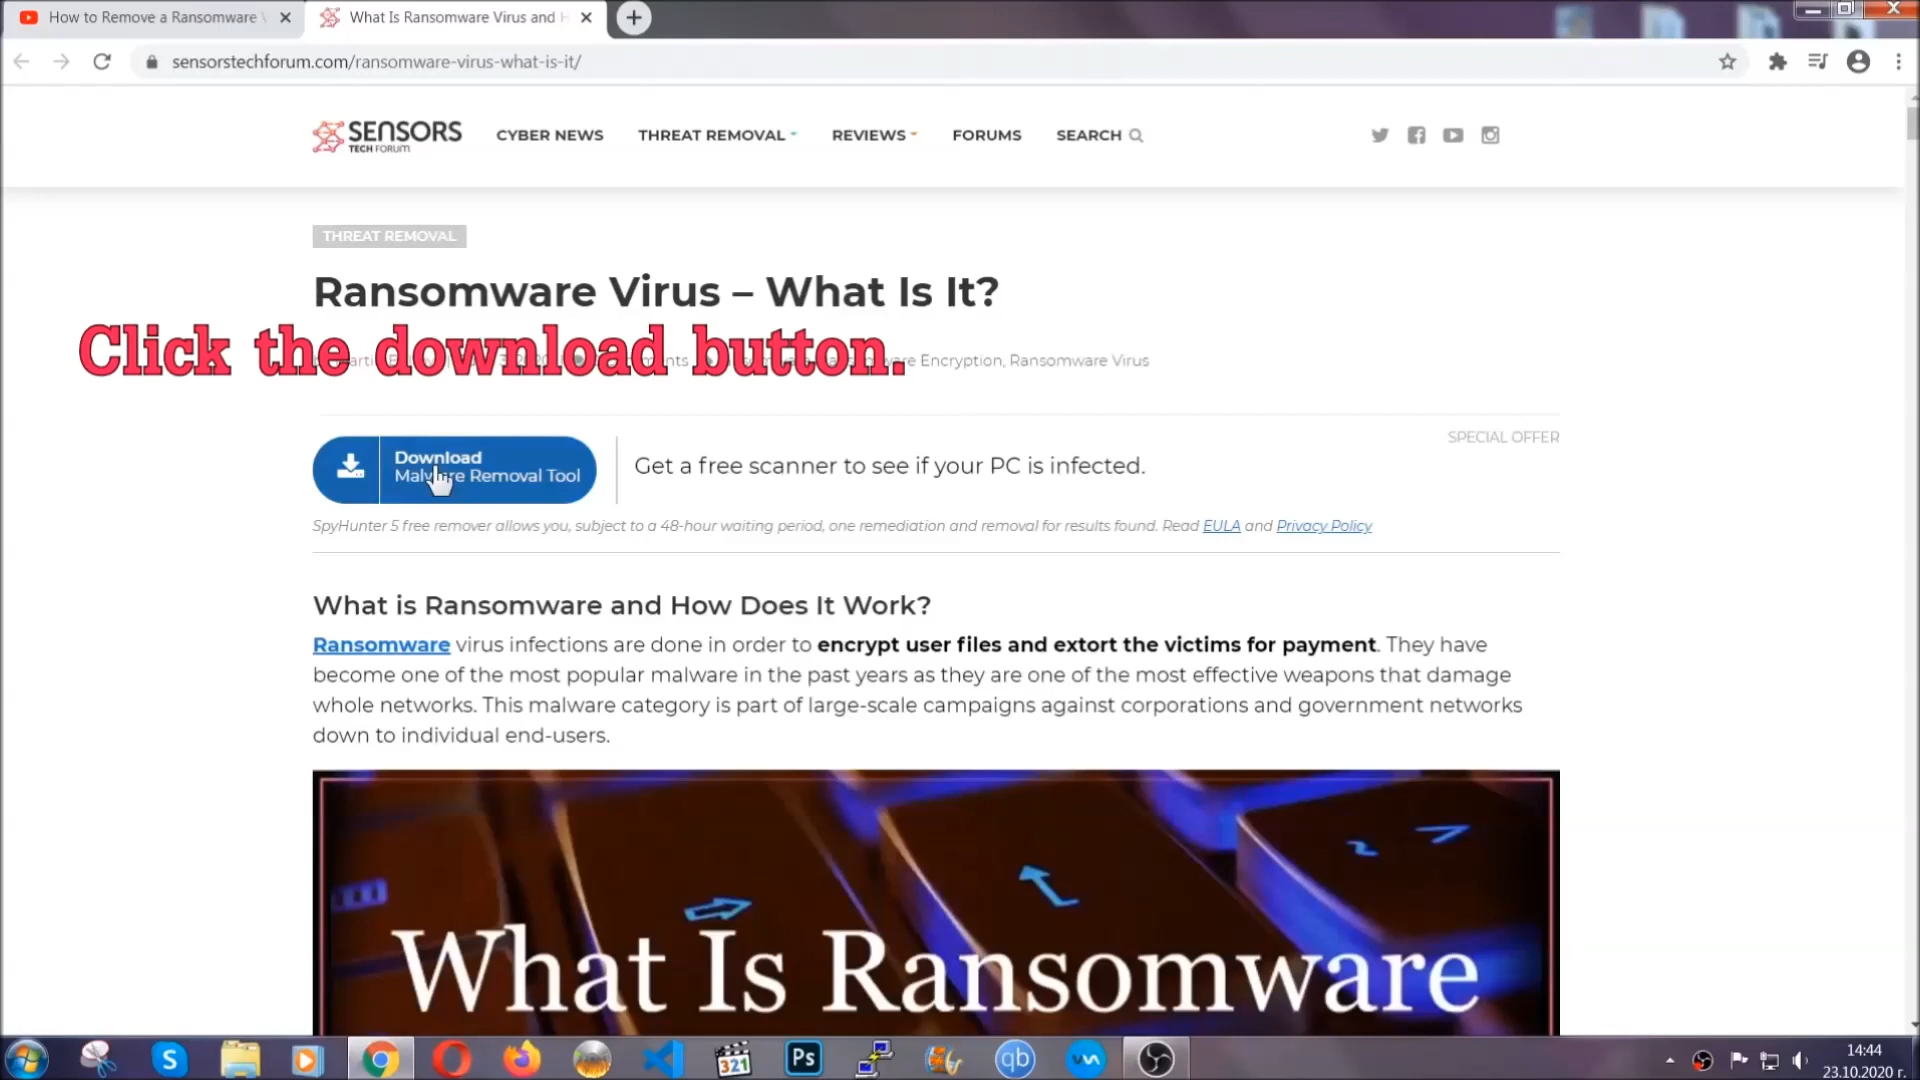 How to Remove a Ransomware
What Is Ransomware Virus and
sensorstechforum.com/ransomware-virus-what-is-it/
SENSORS
TECH FORUM
CYBER NEWS
THREAT REMOVAL
REVIEWS
FORUMS
SEARCH
THREAT REMOVAL
Ransomware Virus – What Is It?
Click the download button.
Encryption, Ransomware Virus
SPECIAL OFFER
Download
Malware Removal Tool
Get a free scanner to see if your PC is infected.
SpyHunter 5 free remover allows you, subject to a 48-hour waiting period, one remediation and removal for results found. Read EULA and Privacy Policy
What is Ransomware and How Does It Work?
Ransomware virus infections are done in order to encrypt user files and extort the victims for payment. They have
become one of the most popular malware in the past years as they are one of the most effective weapons that damage
whole networks. This malware category is part of large-scale campaigns against corporations and government networks
down to individual end-users.
What Is Ransomware
S
321
Ps
qb
14:44
23.10.2020 г.